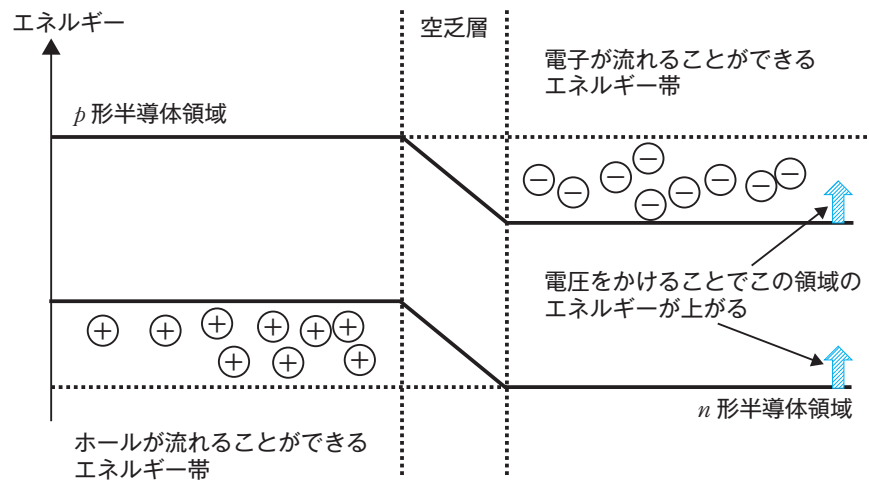 エネルギー
空乏層
電子が流れることができる
エネルギー帯
p 形半導体領域
電圧をかけることでこの領域の
エネルギーが上がる
n 形半導体領域
ホールが流れることができる
エネルギー帯